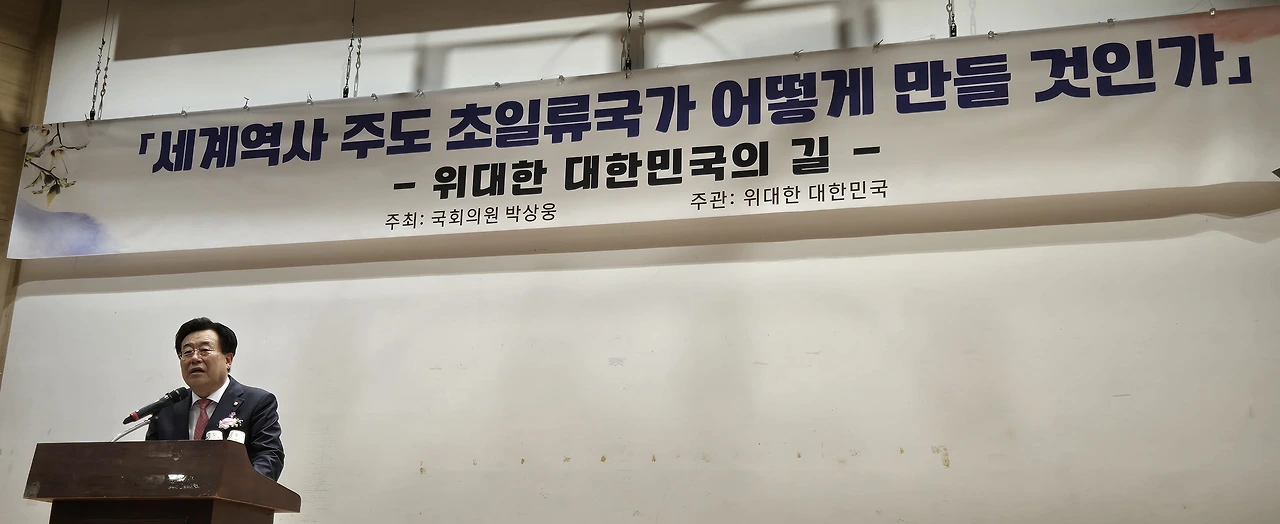 「세계역사 주도 초일류국가 어떻게 만들 것인가」
- 위대한 대한민국의 길 -
주최: 국회의원 박상웅 주관: 위대한 대한민국